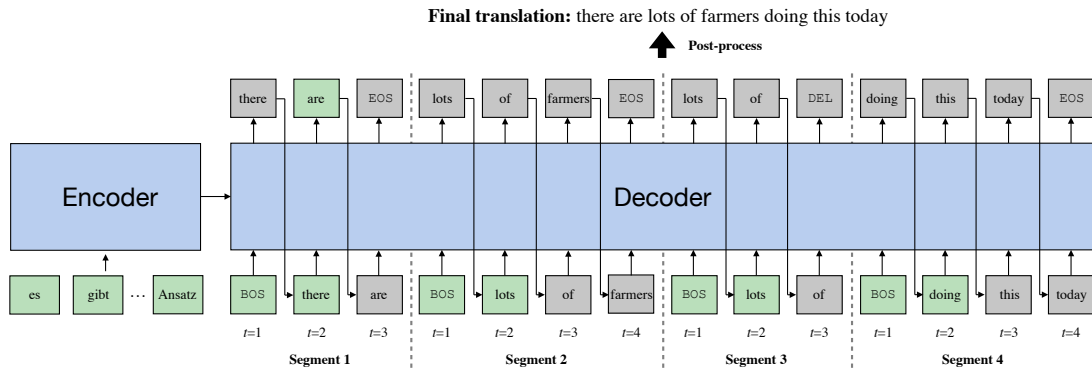 Final translation: there are lots of farmers doing this today
Post-process
there are EOS lots of farmers EOS lots of DEL doing this today EOS
Encoder Decoder
es gibt ... Ansatz BOS there are BOS lots of farmers BOS lots of BOS doing this today
t=1 t=2 t=3 t=1 t=2 t=3 t=4 t=1 t=2 t=3 t=1 t=2 t=3 t=4
Segment 1 Segment 2 Segment 3 Segment 4